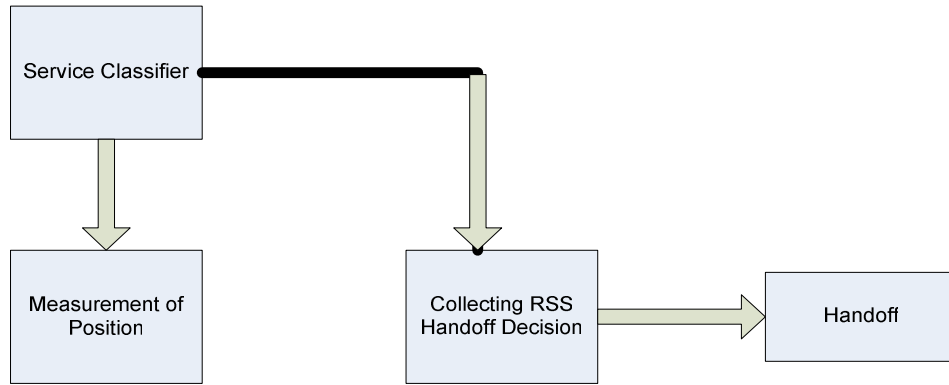 Service Classifier
Measurement of
Position
Collecting RSS
Handoff Decision
Handoff